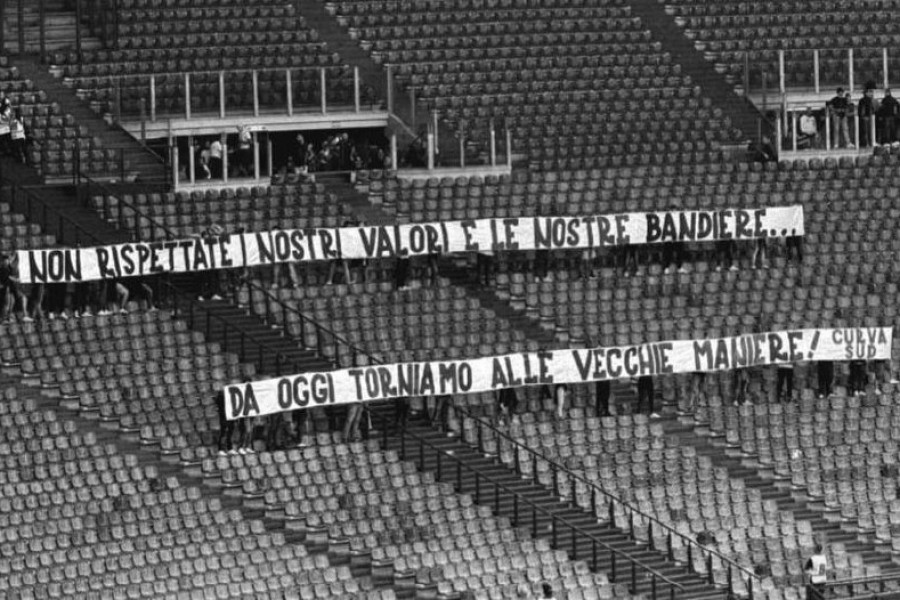 NON RISPETTATE I NOSTRI VALORI E LE NOSTRE BANDIERE...
DA OGGI TORNIAMO ALLE VECCHIE MANIERE! CURVA
SUD